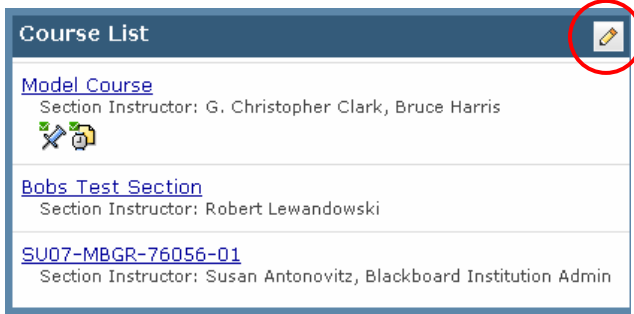 Course List
Model Course
Section Instructor: G. Christopher Clark, Bruce Harris
Bobs Test Section
Section Instructor: Robert Lewandowski
SU07-MBGR-76056-01
Section Instructor: Susan Antonovitz, Blackboard Institution Admin